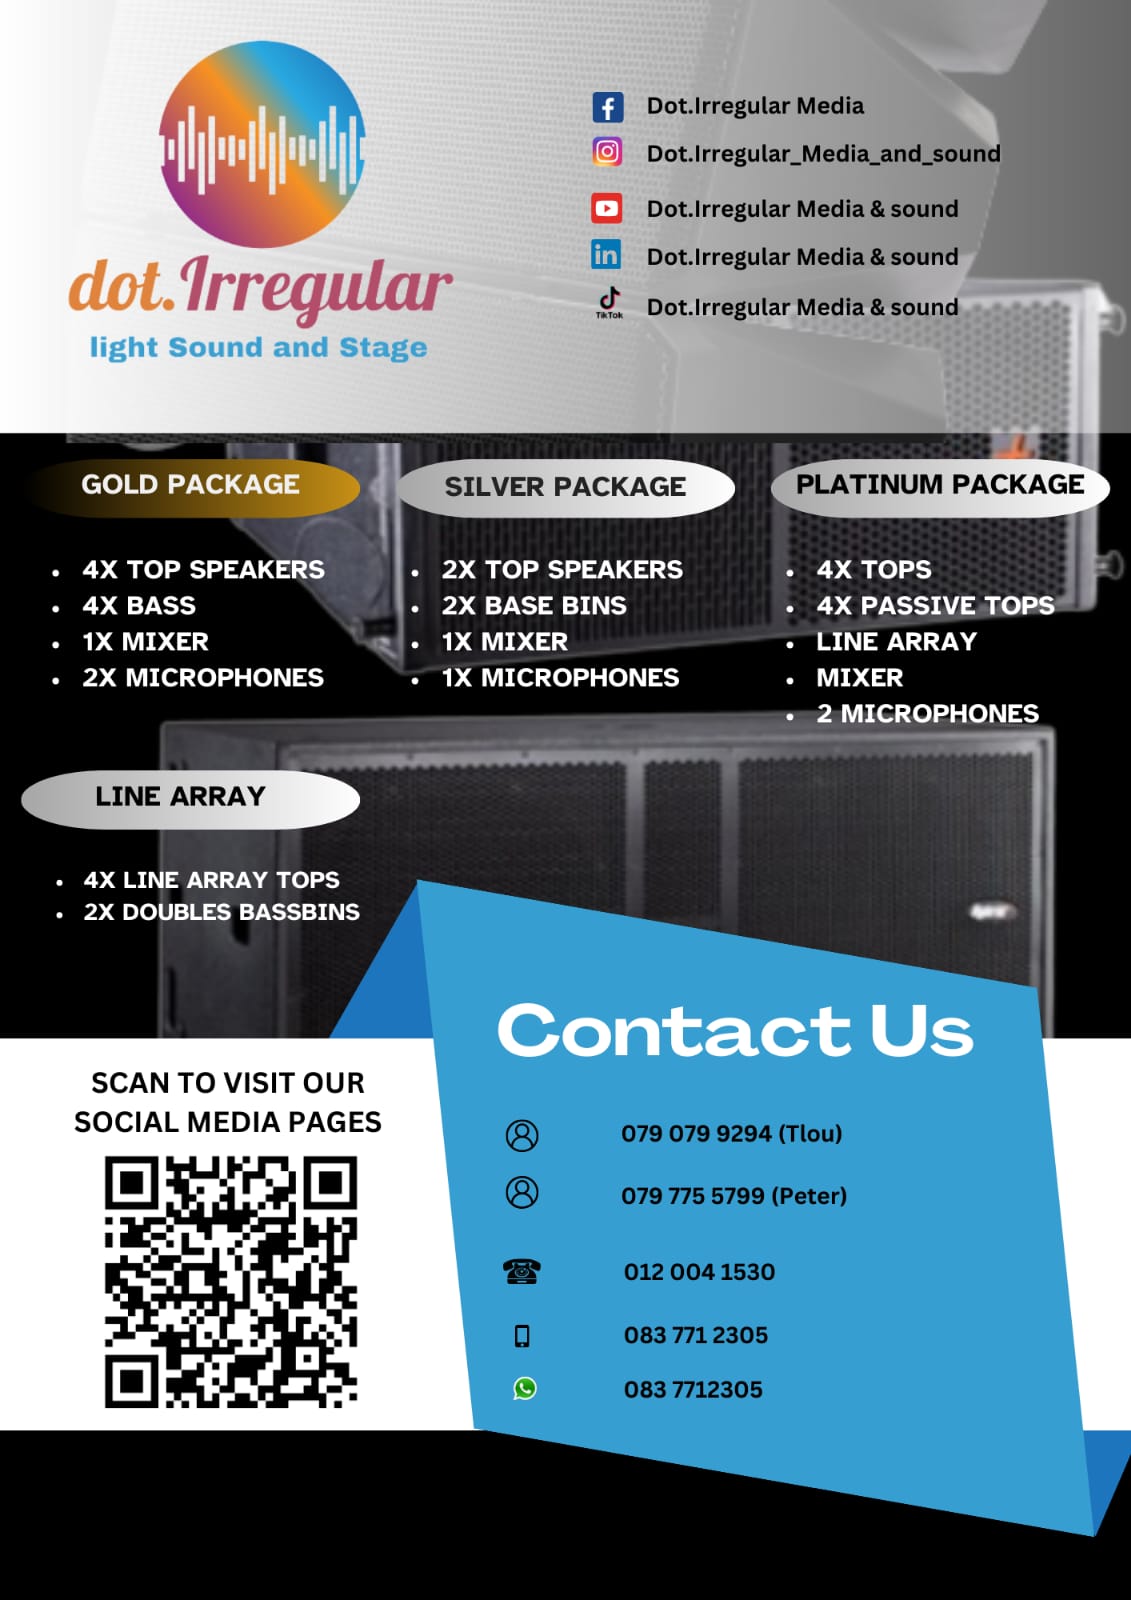 dot.Irregular
light Sound and Stage
Dot.Irregular Media
Dot.Irregular_Media_and_sound
Dot.Irregular Media & sound
Dot.Irregular Media & sound
TikTok
Dot.Irregular Media & sound
GOLD PACKAGE
4X TOP SPEAKERS
4X BASS
1X MIXER
2X MICROPHONES
SILVER PACKAGE
2X TOP SPEAKERS
2X BASE BINS
1X MIXER
1X MICROPHONES
PLATINUM PACKAGE
4X TOPS
4X PASSIVE TOPS
LINE ARRAY
MIXER
2 MICROPHONES
LINE ARRAY
4X LINE ARRAY TOPS
2X DOUBLES BASSBINS
SCAN TO VISIT OUR
SOCIAL MEDIA PAGES
Contact Us
079 079 9294 (Tlou)
079 775 5799 (Peter)
012 004 1530
083 771 2305
083 7712305